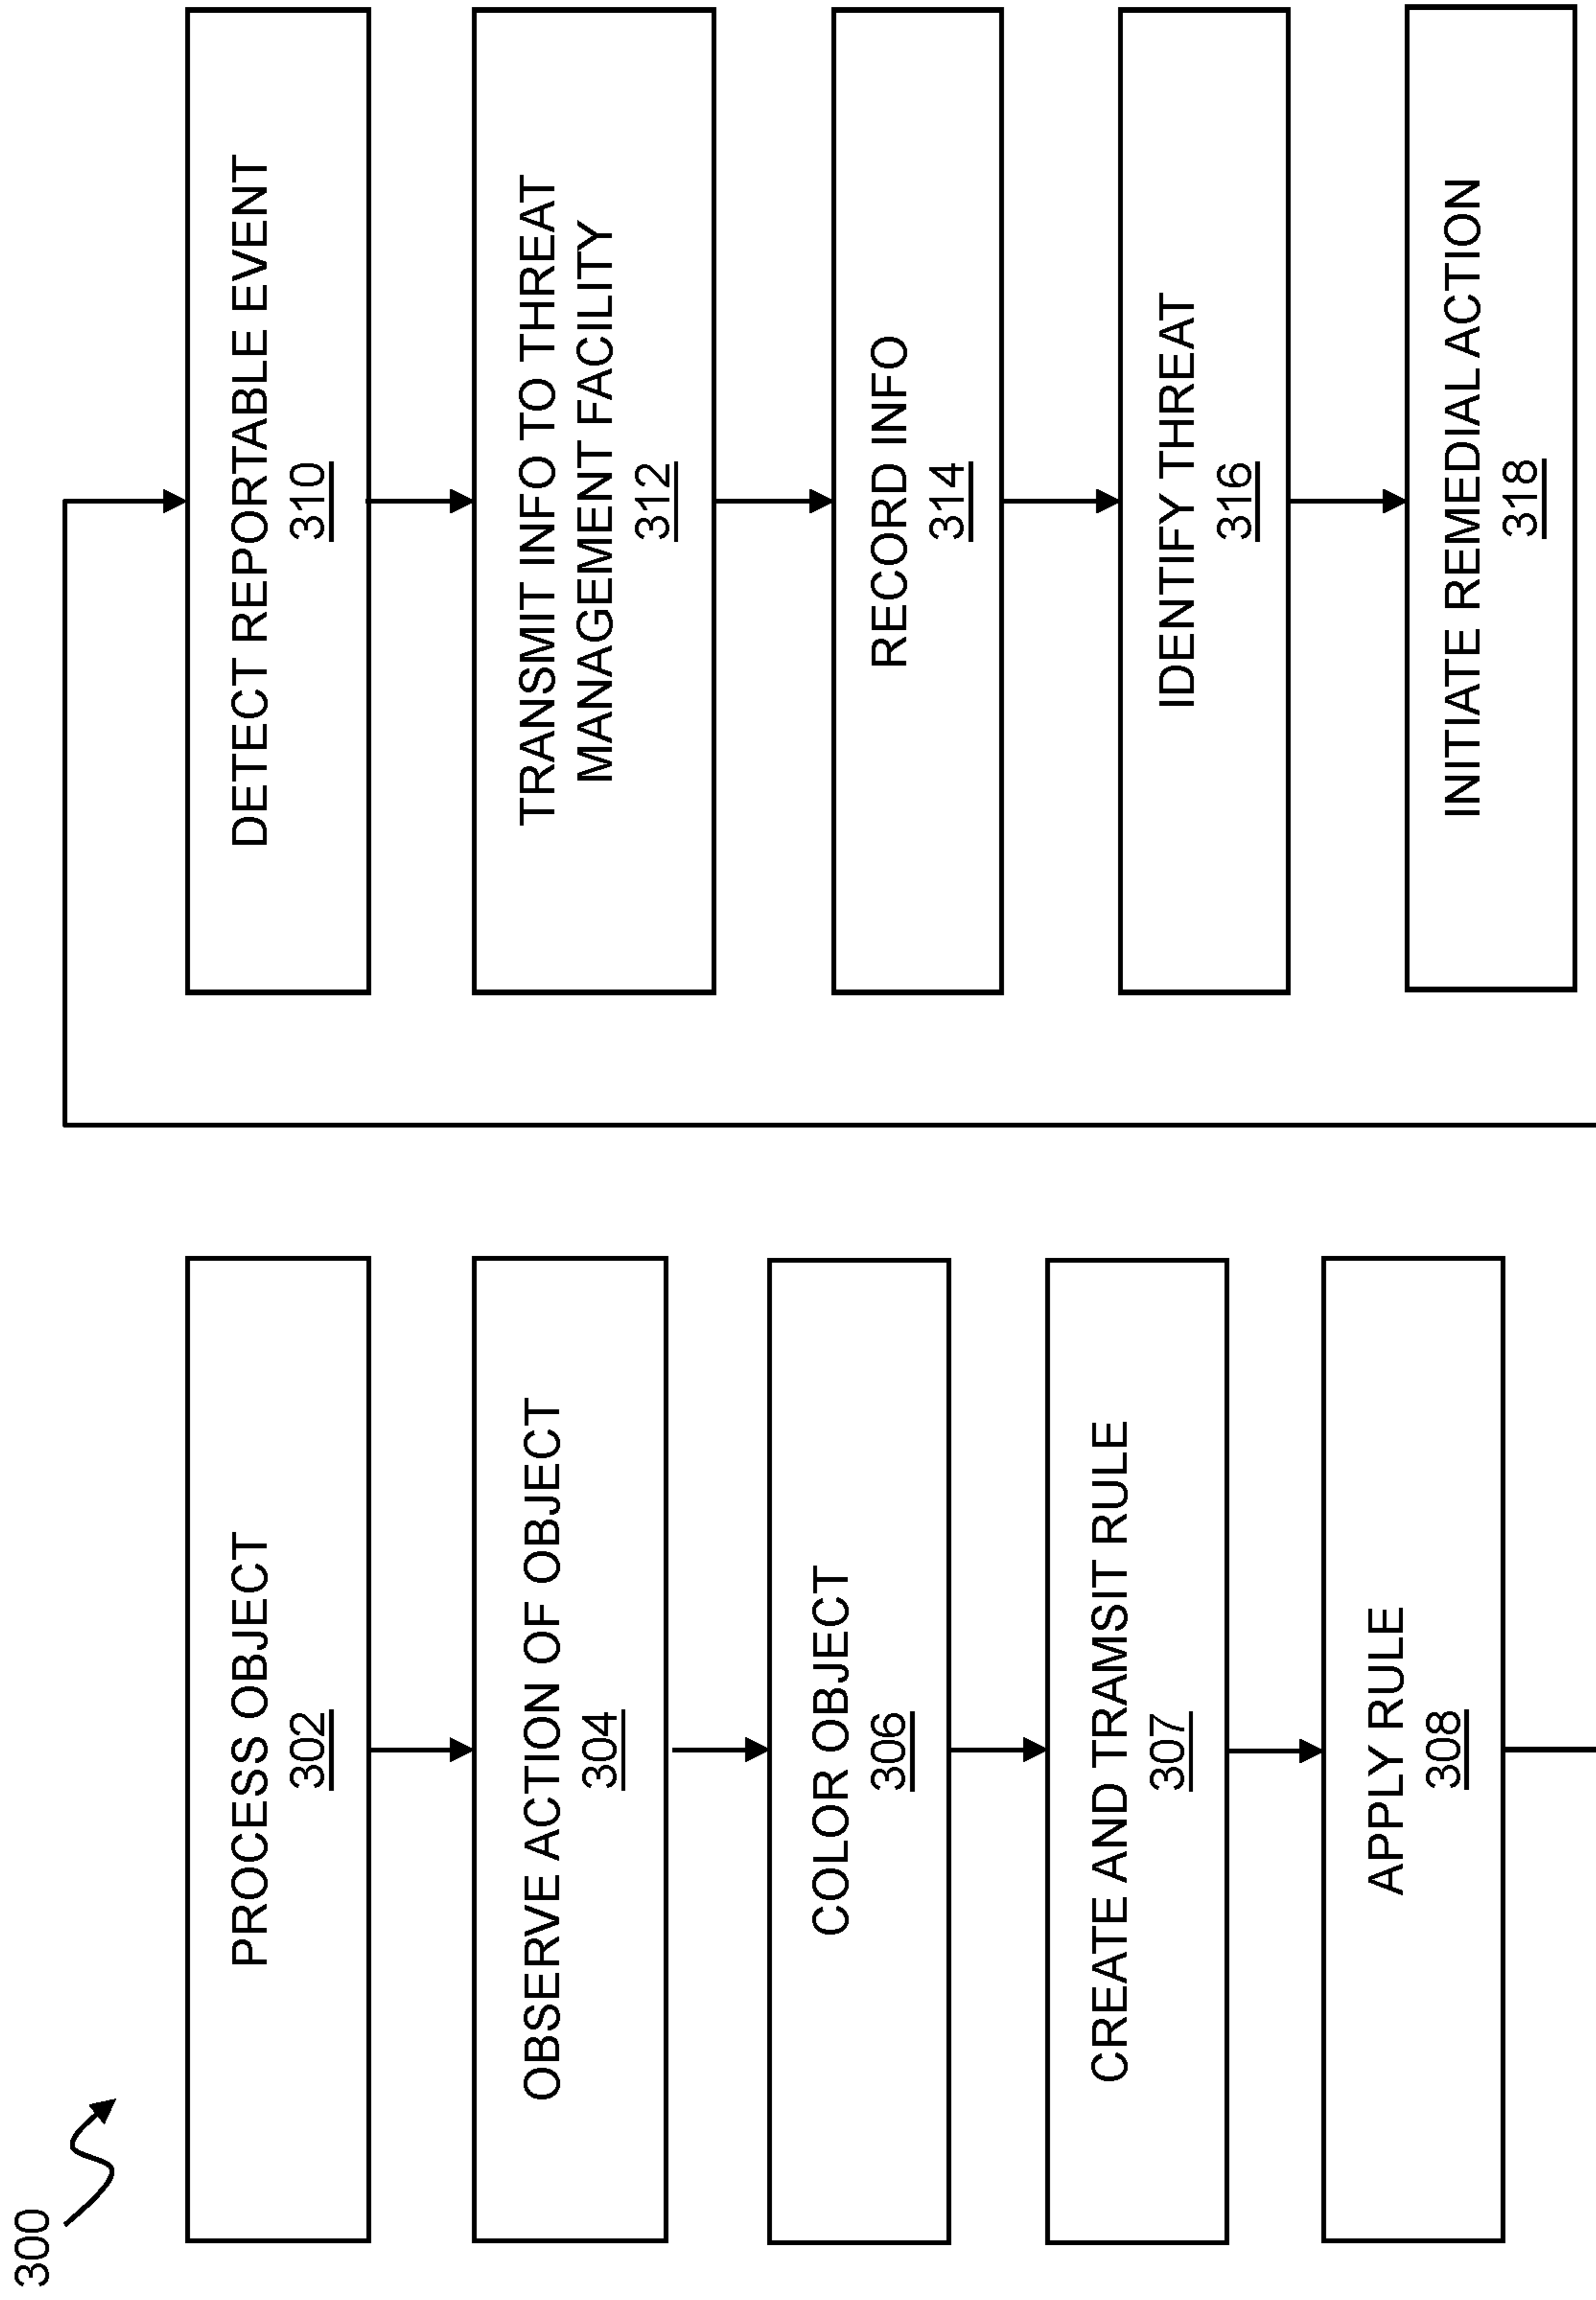 300
PROCESS OBJECT
302
OBSERVE ACTION OF OBJECT
304
COLOR OBJECT
306
CREATE AND TRAMSIT RULE
307
APPLY RULE
308
DETECT REPORTABLE EVENT
310
TRANSMIT INFO TO THREAT
MANAGEMENT FACILITY
312
RECORD INFO
314
IDENTIFY THREAT
316
INITIATE REMEDIAL ACTION
318